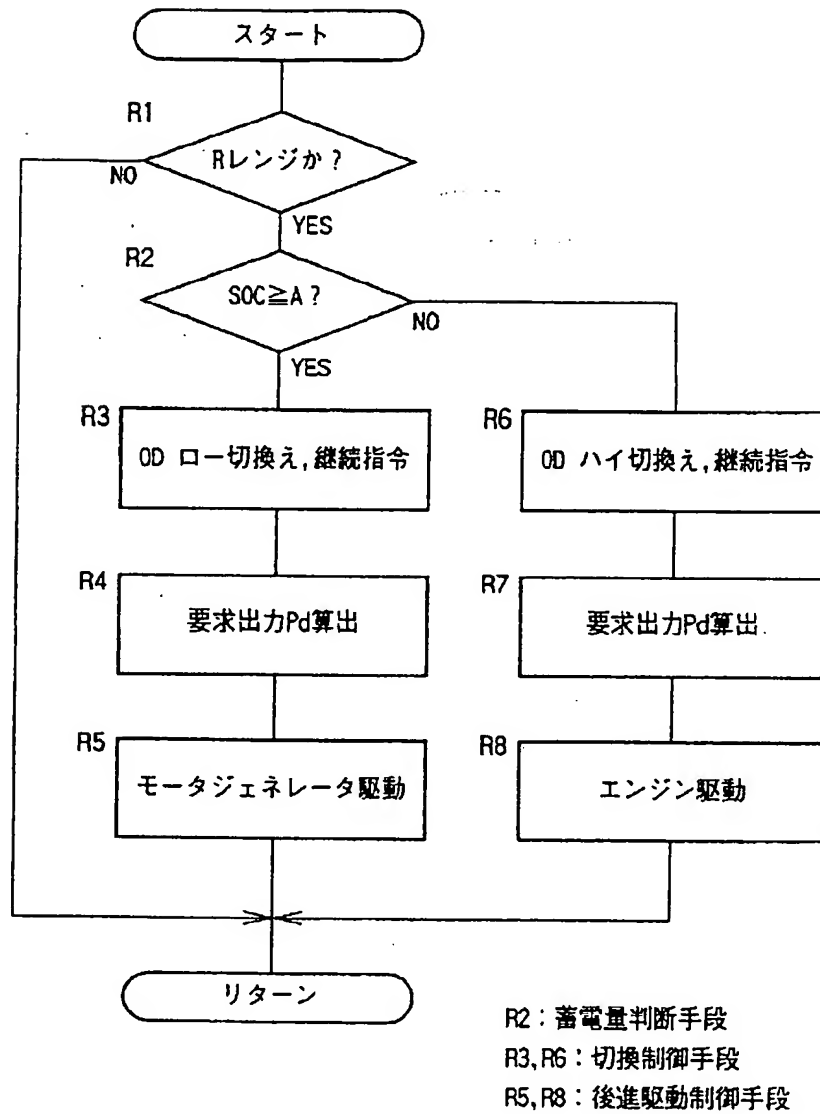 スタート
R1
Rレンジか?
NO
YES
R2
SOC≧A?
NO
YES
R3
OD ロー切換え,継続指令
R6
OD ハイ切換え,継続指令
R4
要求出力Pd算出
R7
要求出力Pd算出
R5
モータジェネレータ駆動
R8
エンジン駆動
リターン
R2:蓄電量判断手段
R3,R6:切換制御手段
R5,R8:後進駆動制御手段